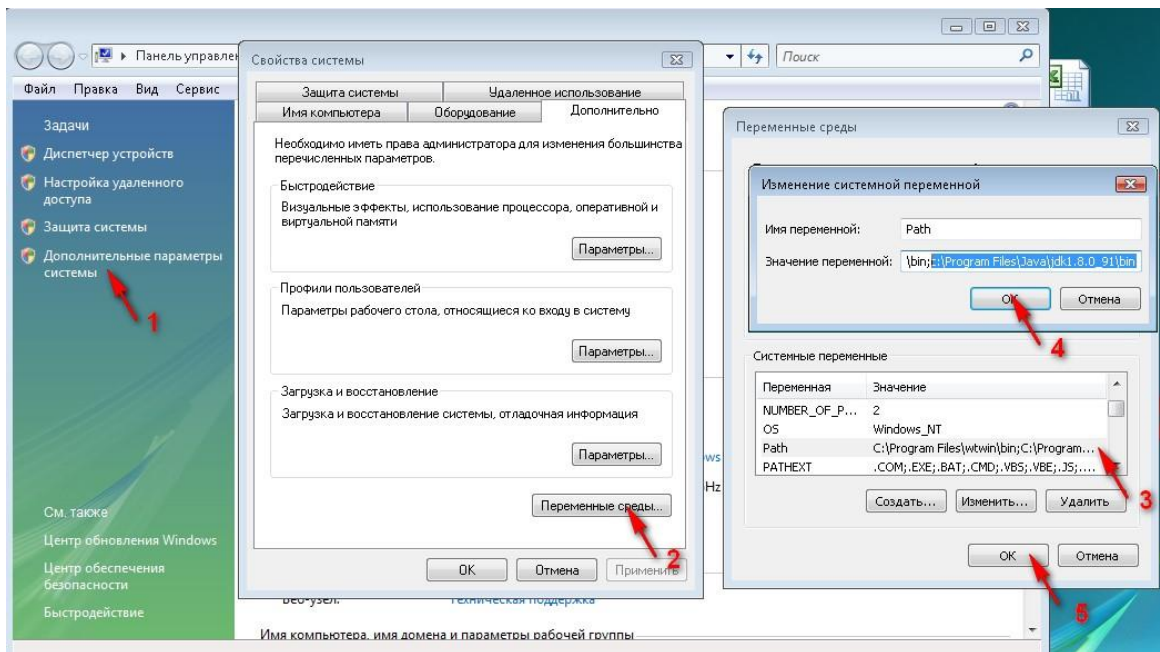 Панель управлен
Поиск
Файл Правка Вид Сервис
Задачи
Диспетчер устройств
Настройка удаленного
доступа
Защита системы
Дополнительные параметры
системы
1
См. также
Центр обновления Windows
Центр обеспечения
безопасности
Быстродействие
Свойства системы
Защита системы Удаленное использование
Имя компьютера Оборудование Дополнительно
Необходимо иметь права администратора для изменения большинства
перечисленных параметров.
Быстродействие
Визуальные эффекты, использование процессора, оперативной и
виртуальной памяти
Параметры...
Профили пользователей
Параметры рабочего стола, относящиеся ко входу в систему
Параметры...
Загрузка и восстановление
Загрузка и восстановление системы, отладочная информация
Параметры...
Переменные среды...
2
OK Отмена Применить
ws
Hz
Веб-узел: Техническая поддержка
Имя компьютера, имя домена и параметры рабочей группы
Переменные среды
Изменение системной переменной
Имя переменной: Path
Значение переменной: \bin;c:\Program Files\Java\jdk1.8.0_91\bin
OK Отмена
4
Системные переменные
Переменная Значение
NUMBER_OF_P... 2
OS Windows_NT
Path C:\Program Files\wtwin\bin;C:\Program...
PATHEXT .COM;.EXE;.BAT;.CMD;.VBS;.VBE;.JS;....
Создать... Изменить... Удалить
3
OK Отмена